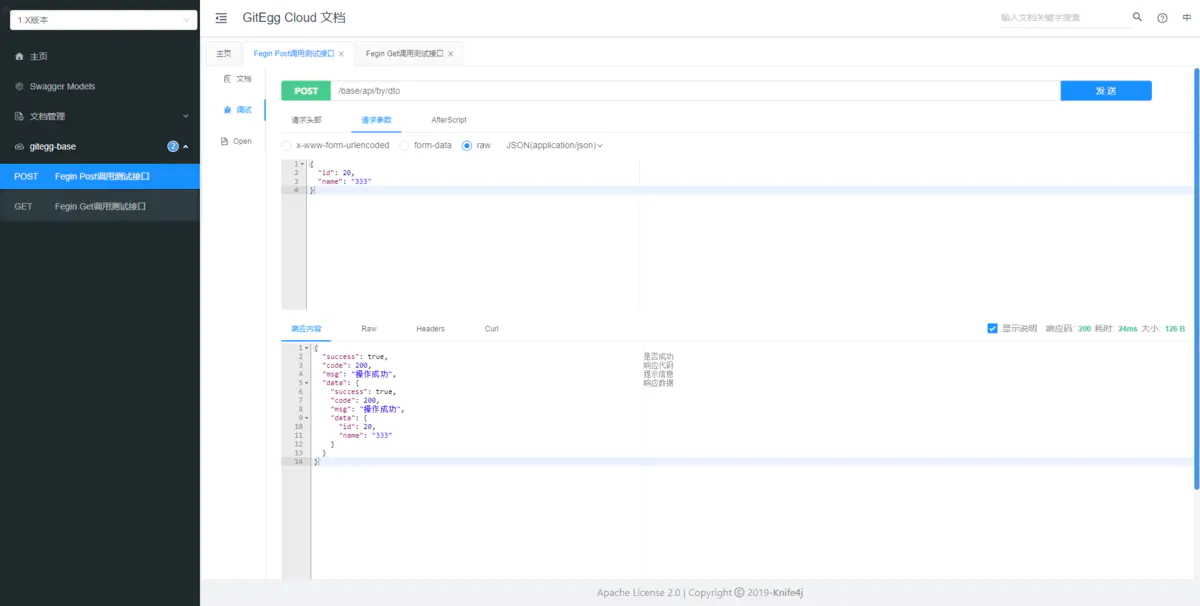 1.X版本
主页
Swagger Models
文档管理
gitegg-base
2
POST Fegin Post调用测试接口
GET Fegin Get调用测试接口
GitEgg Cloud 文档
输入文档关键字搜索
中
主页
Fegin Post调用测试接口
Fegin Get调用测试接口
文档
调试
Open
POST /base/api/by/dto
发 送
请求头部 请求参数 AfterScript
x-www-form-urlencoded form-data raw JSON(application/json)
1 {
2 "id": 20,
3 "name": "333"
4 }
响应内容 Raw Headers Curl
显示说明 响应码: 200 耗时: 34ms 大小: 126 B
1 {
2 "success": true, 是否成功
3 "code": 200, 响应代码
4 "msg": "操作成功", 提示信息
5 "data": { 响应数据
6 "success": true,
7 "code": 200,
8 "msg": "操作成功",
9 "data": {
10 "id": 20,
11 "name": "333"
12 }
13 }
14 }
Apache License 2.0 | Copyright © 2019-Knife4j